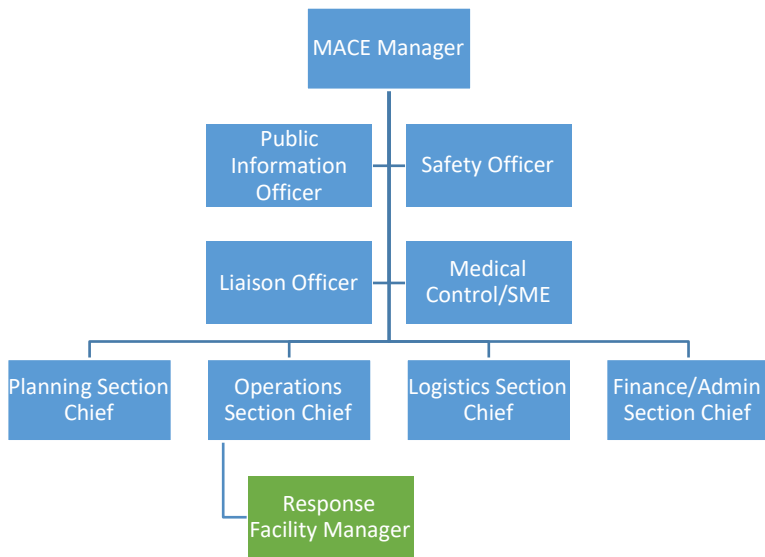 MACE Manager
Public
Information
Officer
Safety Officer
Liaison Officer
Medical
Control/SME
Planning Section
Chief
Operations
Section Chief
Logistics Section
Chief
Finance/Admin
Section Chief
Response
Facility Manager